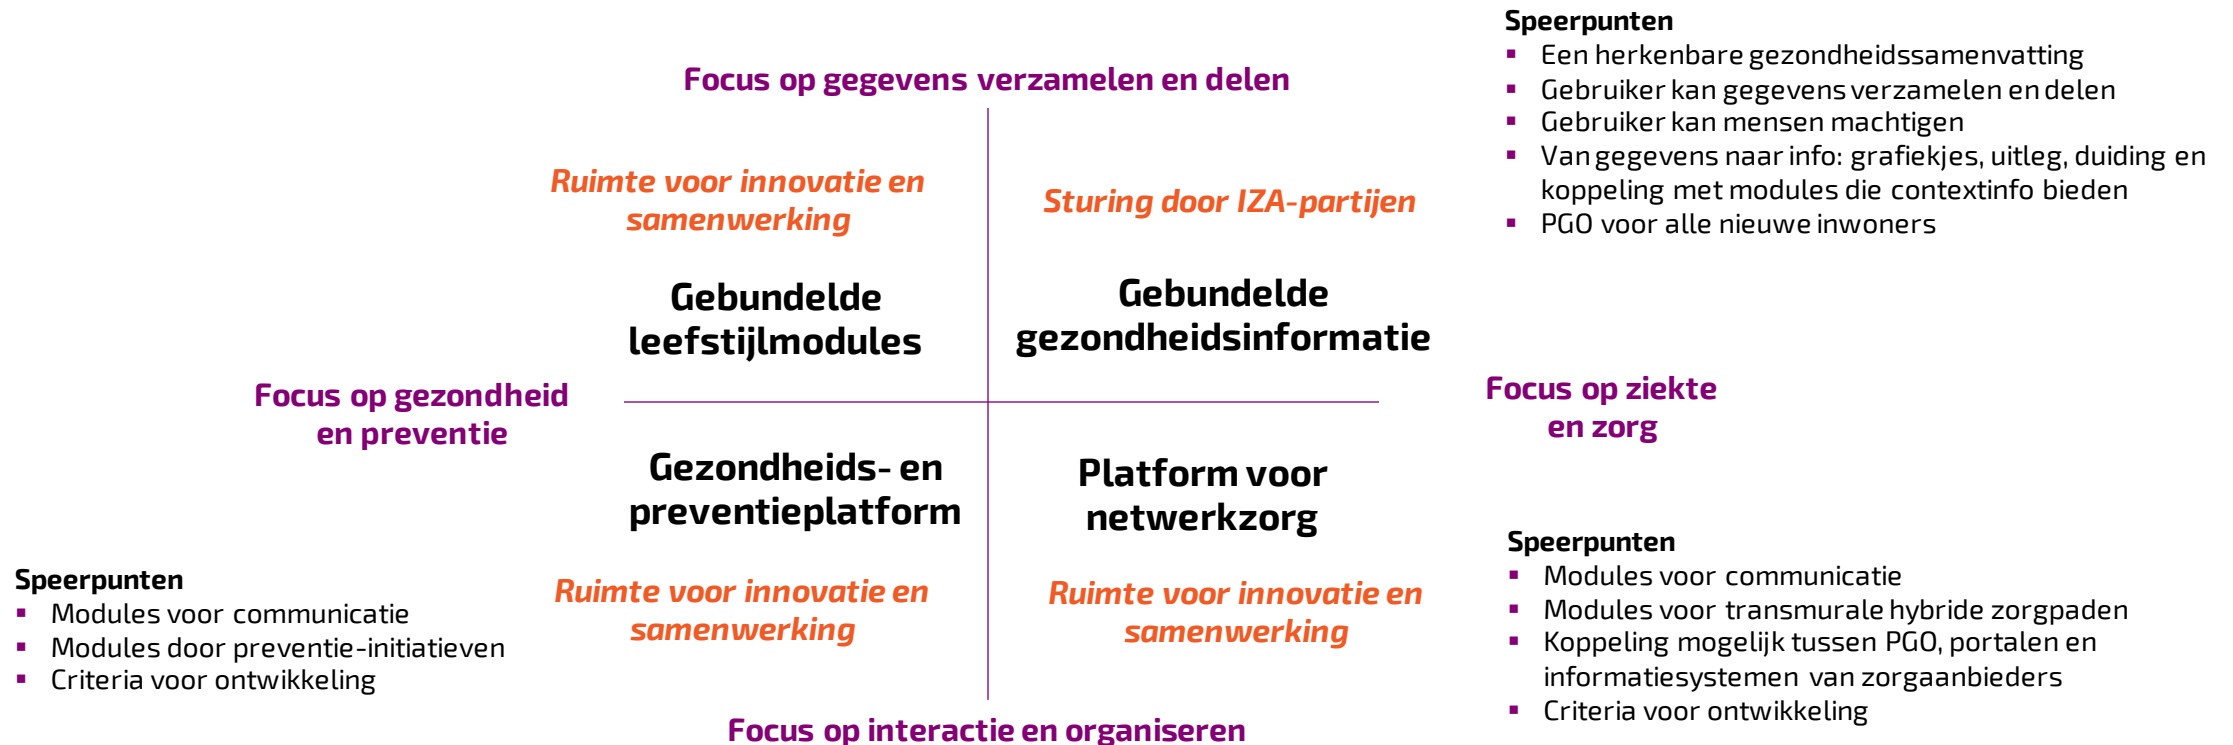 Focus op gegevens verzamelen en delen
Speerpunten
▪ Een herkenbare gezondheidssamenvatting
▪ Gebruiker kan gegevens verzamelen en delen
▪ Gebruiker kan mensen machtigen
▪ Van gegevens naar info: grafiekjes, uitleg, duiding en
koppeling met modules die contextinfo bieden
▪ PGO voor alle nieuwe inwoners
Ruimte voor innovatie en
samenwerking
Sturing door IZA-partijen
Gebundelde
leefstijlmodules
Gebundelde
gezondheidsinformatie
Focus op gezondheid
en preventie
Focus op ziekte
en zorg
Gezondheids- en
preventieplatform
Platform voor
netwerkzorg
Speerpunten
▪ Modules voor communicatie
▪ Modules door preventie-initiatieven
▪ Criteria voor ontwikkeling
Ruimte voor innovatie en
samenwerking
Ruimte voor innovatie en
samenwerking
Speerpunten
▪ Modules voor communicatie
▪ Modules voor transmurale hybride zorgpaden
▪ Koppeling mogelijk tussen PGO, portalen en
informatiesystemen van zorgaanbieders
▪ Criteria voor ontwikkeling
Focus op interactie en organiseren